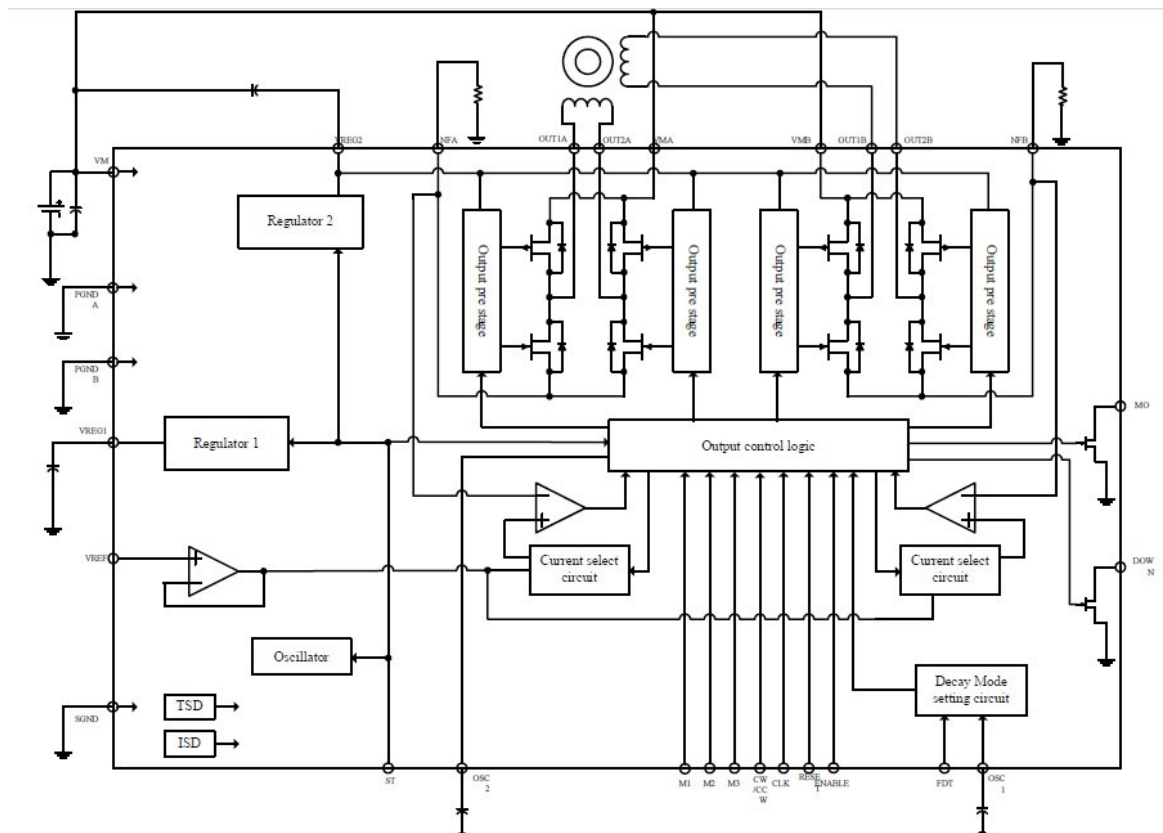 VREG2
NFA
OUT1A
OUT2A
VMA
VMB
OUT1B
OUT2B
NFB
VM
Regulator 2
Output pre stage
Output pre stage
Output pre stage
Output pre stage
PGND
A
PGND
B
VREG1
Regulator 1
Output control logic
MO
VREF
Current select
circuit
Current select
circuit
DOW
N
Oscillator
Decay Mode
setting circuit
SGND
TSD
ISD
ST
OSC
2
M1
M2
M3
CW
/CC
W
CLK
RESE
T
ENABLE
FDT
OSC
1